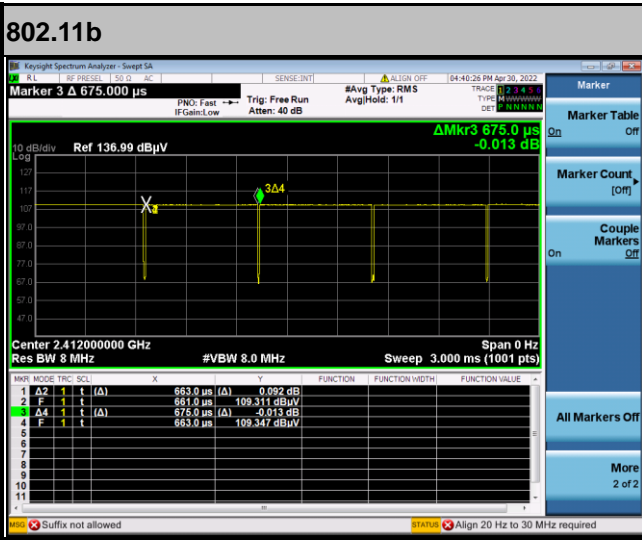 802.11b
Keysight Spectrum Analyzer - Swept SA
RL RF PRESEL 50 Ω AC SENSE:INT ALIGN OFF 04:40:26 PM Apr 30, 2022
Marker 3 Δ 675.000 µs
PNO: Fast
IFGain:Low
Trig: Free Run
Atten: 40 dB
#Avg Type: RMS
Avg|Hold: 1/1
TRACE 1 2 3 4 5 6
TYPE M WWWWW
DET P N N N N N
ΔMkr3 675.0 µs
-0.013 dB
10 dB/div Ref 136.99 dBµV
Log
127
117
107
97.0
87.0
77.0
67.0
57.0
47.0
3Δ4
Center 2.412000000 GHz Span 0 Hz
Res BW 8 MHz #VBW 8.0 MHz Sweep 3.000 ms (1001 pts)
MKR MODE TRC SCL X Y FUNCTION FUNCTION WIDTH FUNCTION VALUE
1 Δ2 1 t (Δ) 663.0 µs (Δ) 0.092 dB
2 F 1 t 661.0 µs 109.311 dBµV
3 Δ4 1 t (Δ) 675.0 µs (Δ) -0.013 dB
4 F 1 t 663.0 µs 109.347 dBµV
5
6
7
8
9
10
11
MSG Suffix not allowed STATUS Align 20 Hz to 30 MHz required
Marker
Marker Table
On Off
Marker Count
[Off]
Couple
Markers
On Off
All Markers Off
More
2 of 2